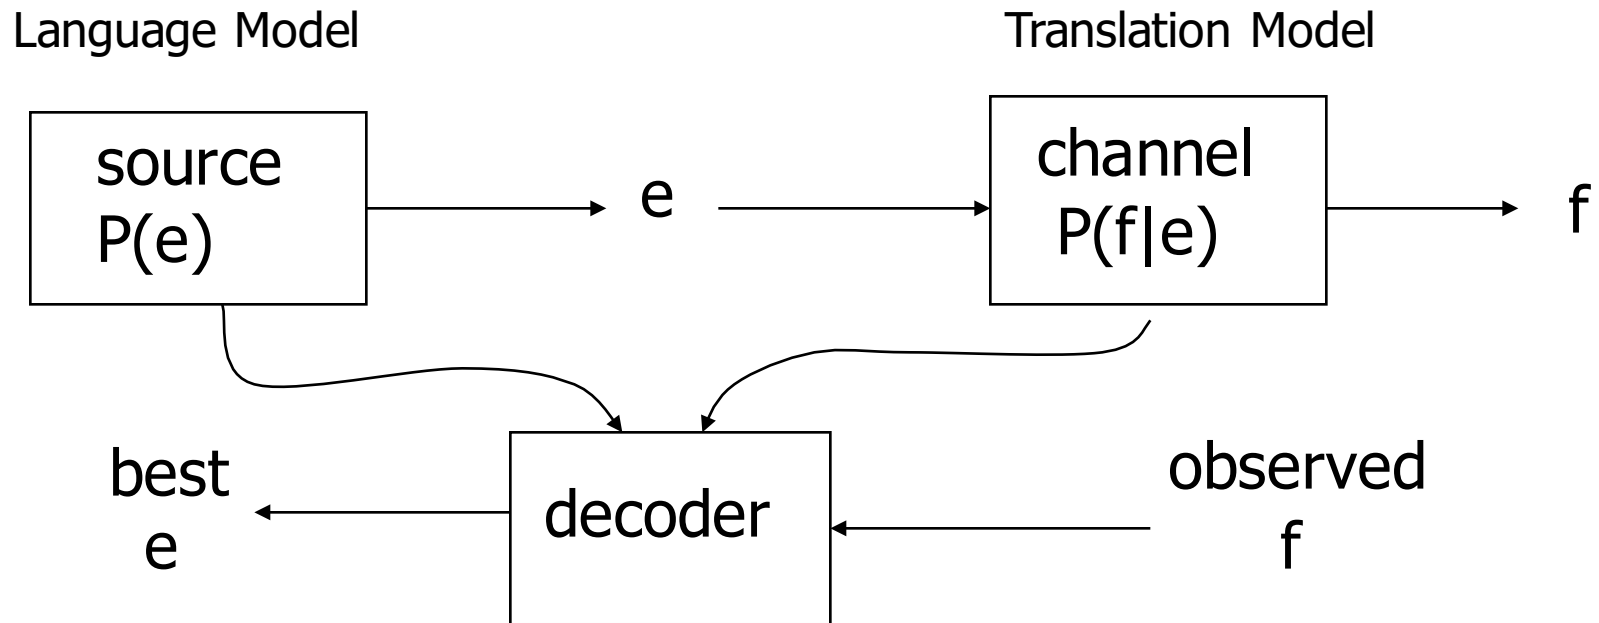 Language Model
Translation Model
source
P(e)
e
channel
P(f|e)
f
best
e
decoder
observed
f